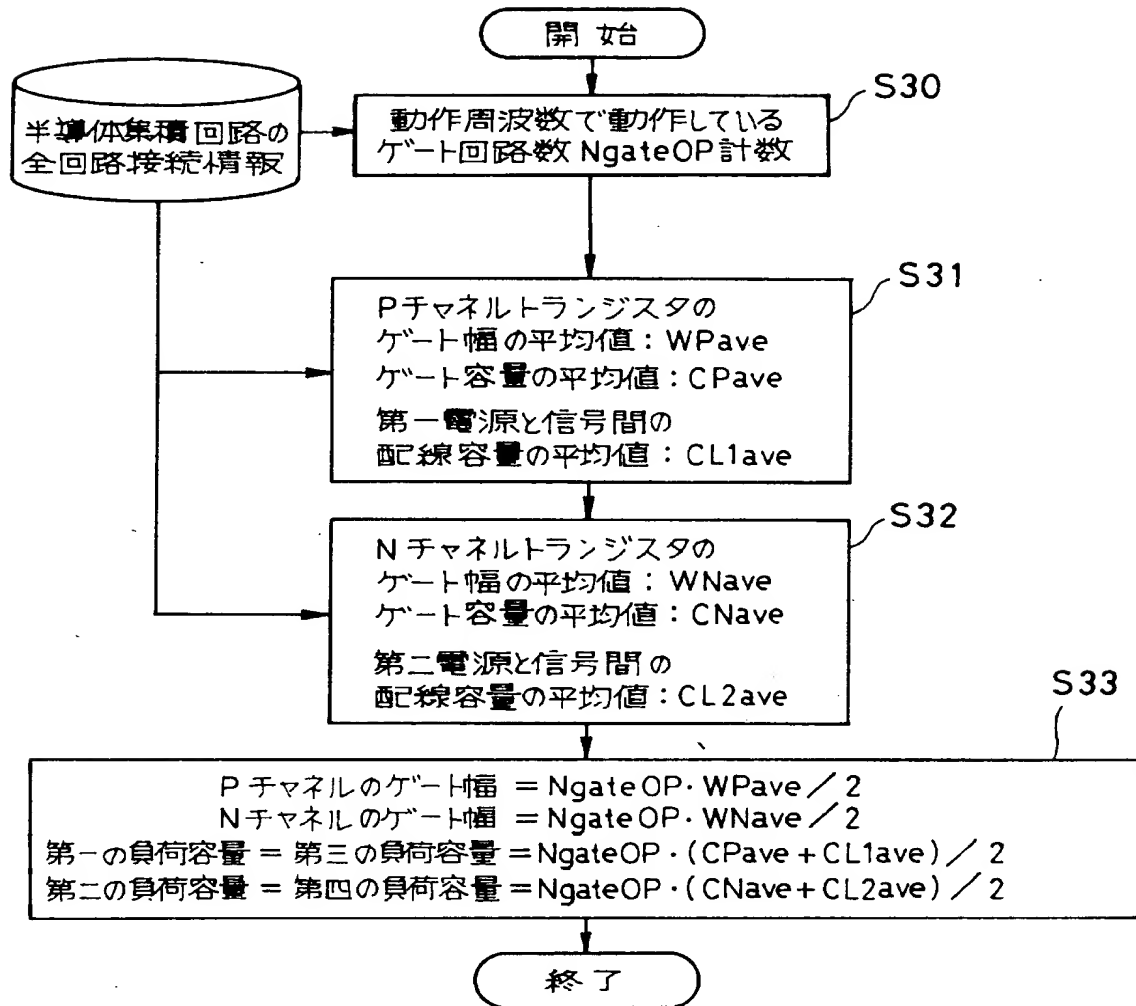 開始
半導体集積回路の
全回路接続情報
S30
動作周波数で動作している
ゲート回路数 NgateOP 計数
S31
Pチャネルトランジスタの
ゲート幅の平均値：WPave
ゲート容量の平均値：CPave
第一電源と信号間の
配線容量の平均値：CL1ave
S32
Nチャネルトランジスタの
ゲート幅の平均値：WNave
ゲート容量の平均値：CNave
第二電源と信号間の
配線容量の平均値：CL2ave
S33
Pチャネルのゲート幅 = NgateOP・WPave／2
Nチャネルのゲート幅 = NgateOP・WNave／2
第一の負荷容量 = 第三の負荷容量 = NgateOP・(CPave + CL1ave)／2
第二の負荷容量 = 第四の負荷容量 = NgateOP・(CNave + CL2ave)／2
終了